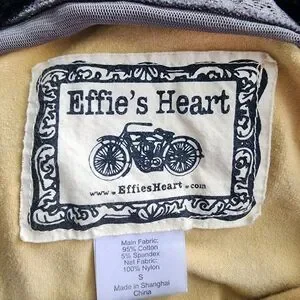 Effie's Heart
www.EffiesHeart.com
Main Fabric:
95% Cotton
5% Spandex
Net Fabric:
100% Nylon
S
Made in Shanghai
China